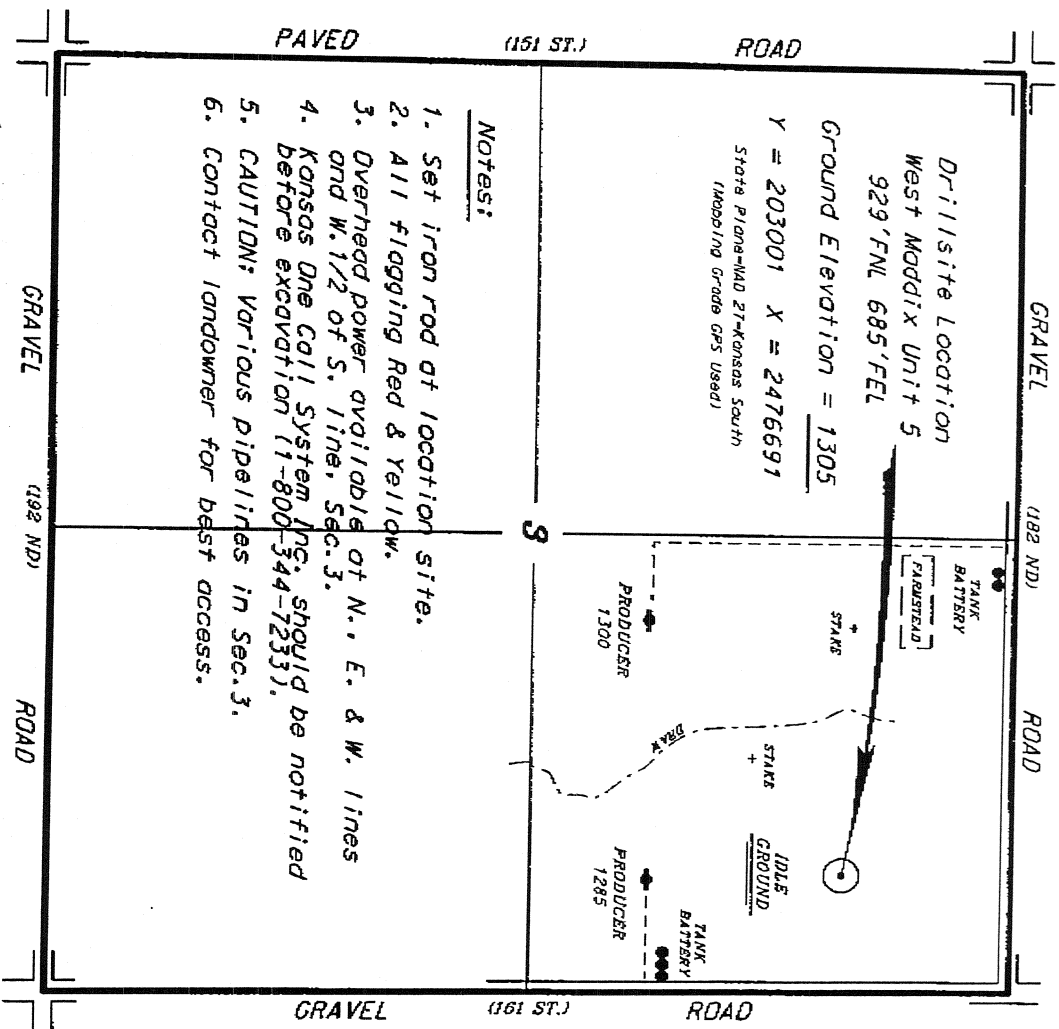 GRAVEL
(182 ND)
ROAD
PAVED
(151 ST.)
ROAD
Drillsite Location
West Maddix Unit 5
929'FNL 685'FEL
Ground Elevation = 1305
Y = 203001 X = 2476691
State Plane-NAD 27-Kansas South
(Mapping Grade GPS Used)
TANK
BATTERY
FARMSTEAD
STAKE
STAKE
IDLE
GROUND
DRAW
PRODUCER
1300
PRODUCER
1285
TANK
BATTERY
3
Notes:
1. Set iron rod at location site.
2. All flagging Red & Yellow.
3. Overhead power available at N., E. & W. lines
and W. 1/2 of S. line, Sec.3.
4. Kansas One Call System Inc. should be notified
before excavation (1-800-344-7233).
5. CAUTION: Various pipelines in Sec.3.
6. Contact landowner for best access.
GRAVEL
(161 ST.)
ROAD
GRAVEL
(192 ND)
ROAD